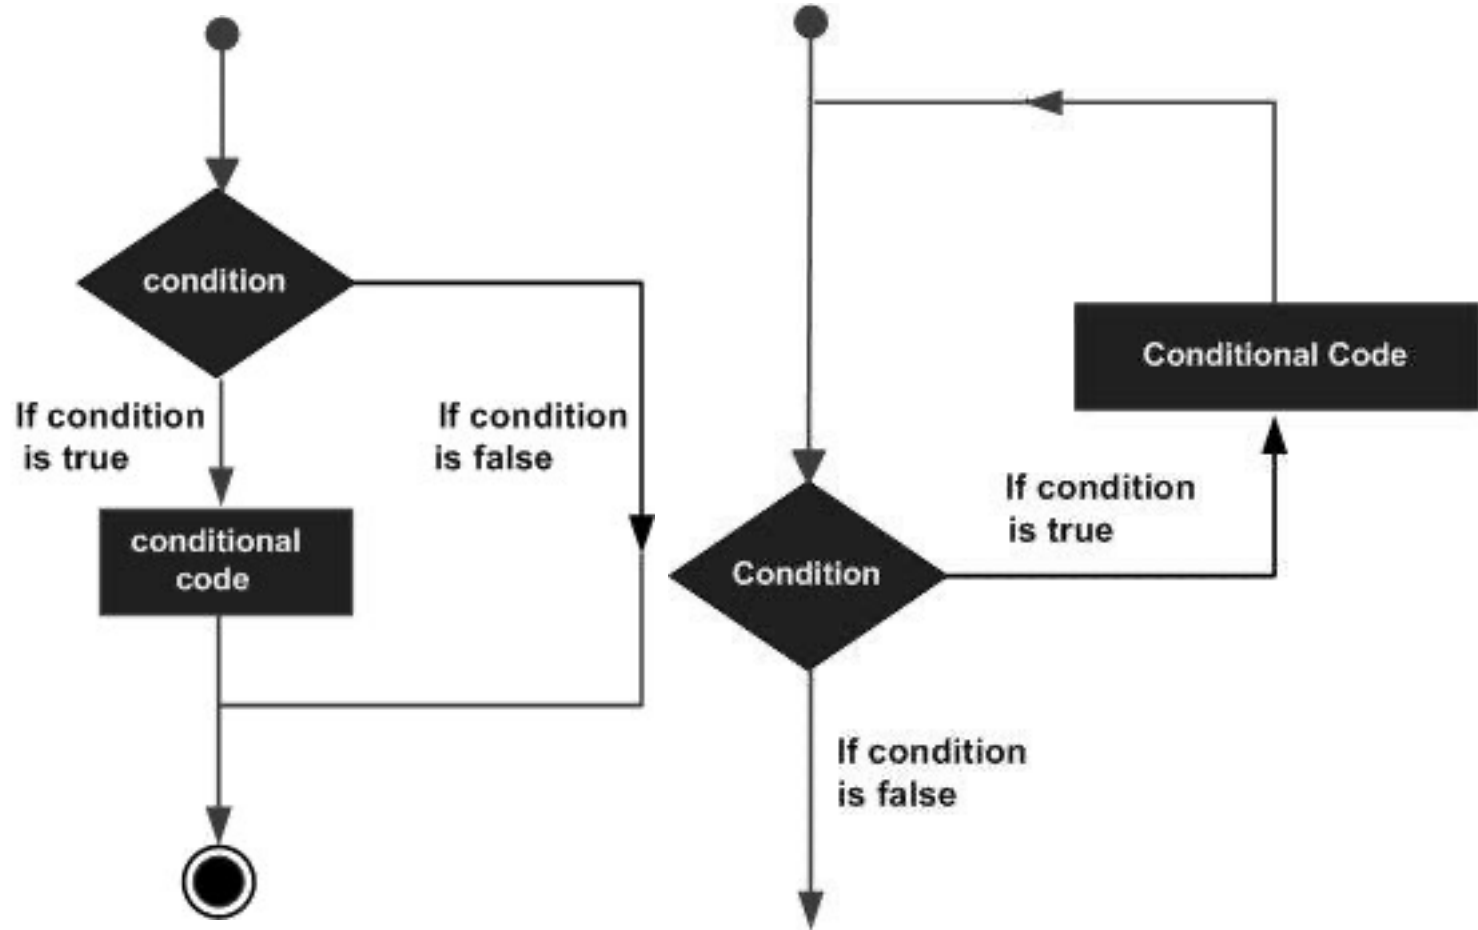 condition
If condition
is true
If condition
is false
conditional
code
Conditional Code
If condition
is true
Condition
If condition
is false